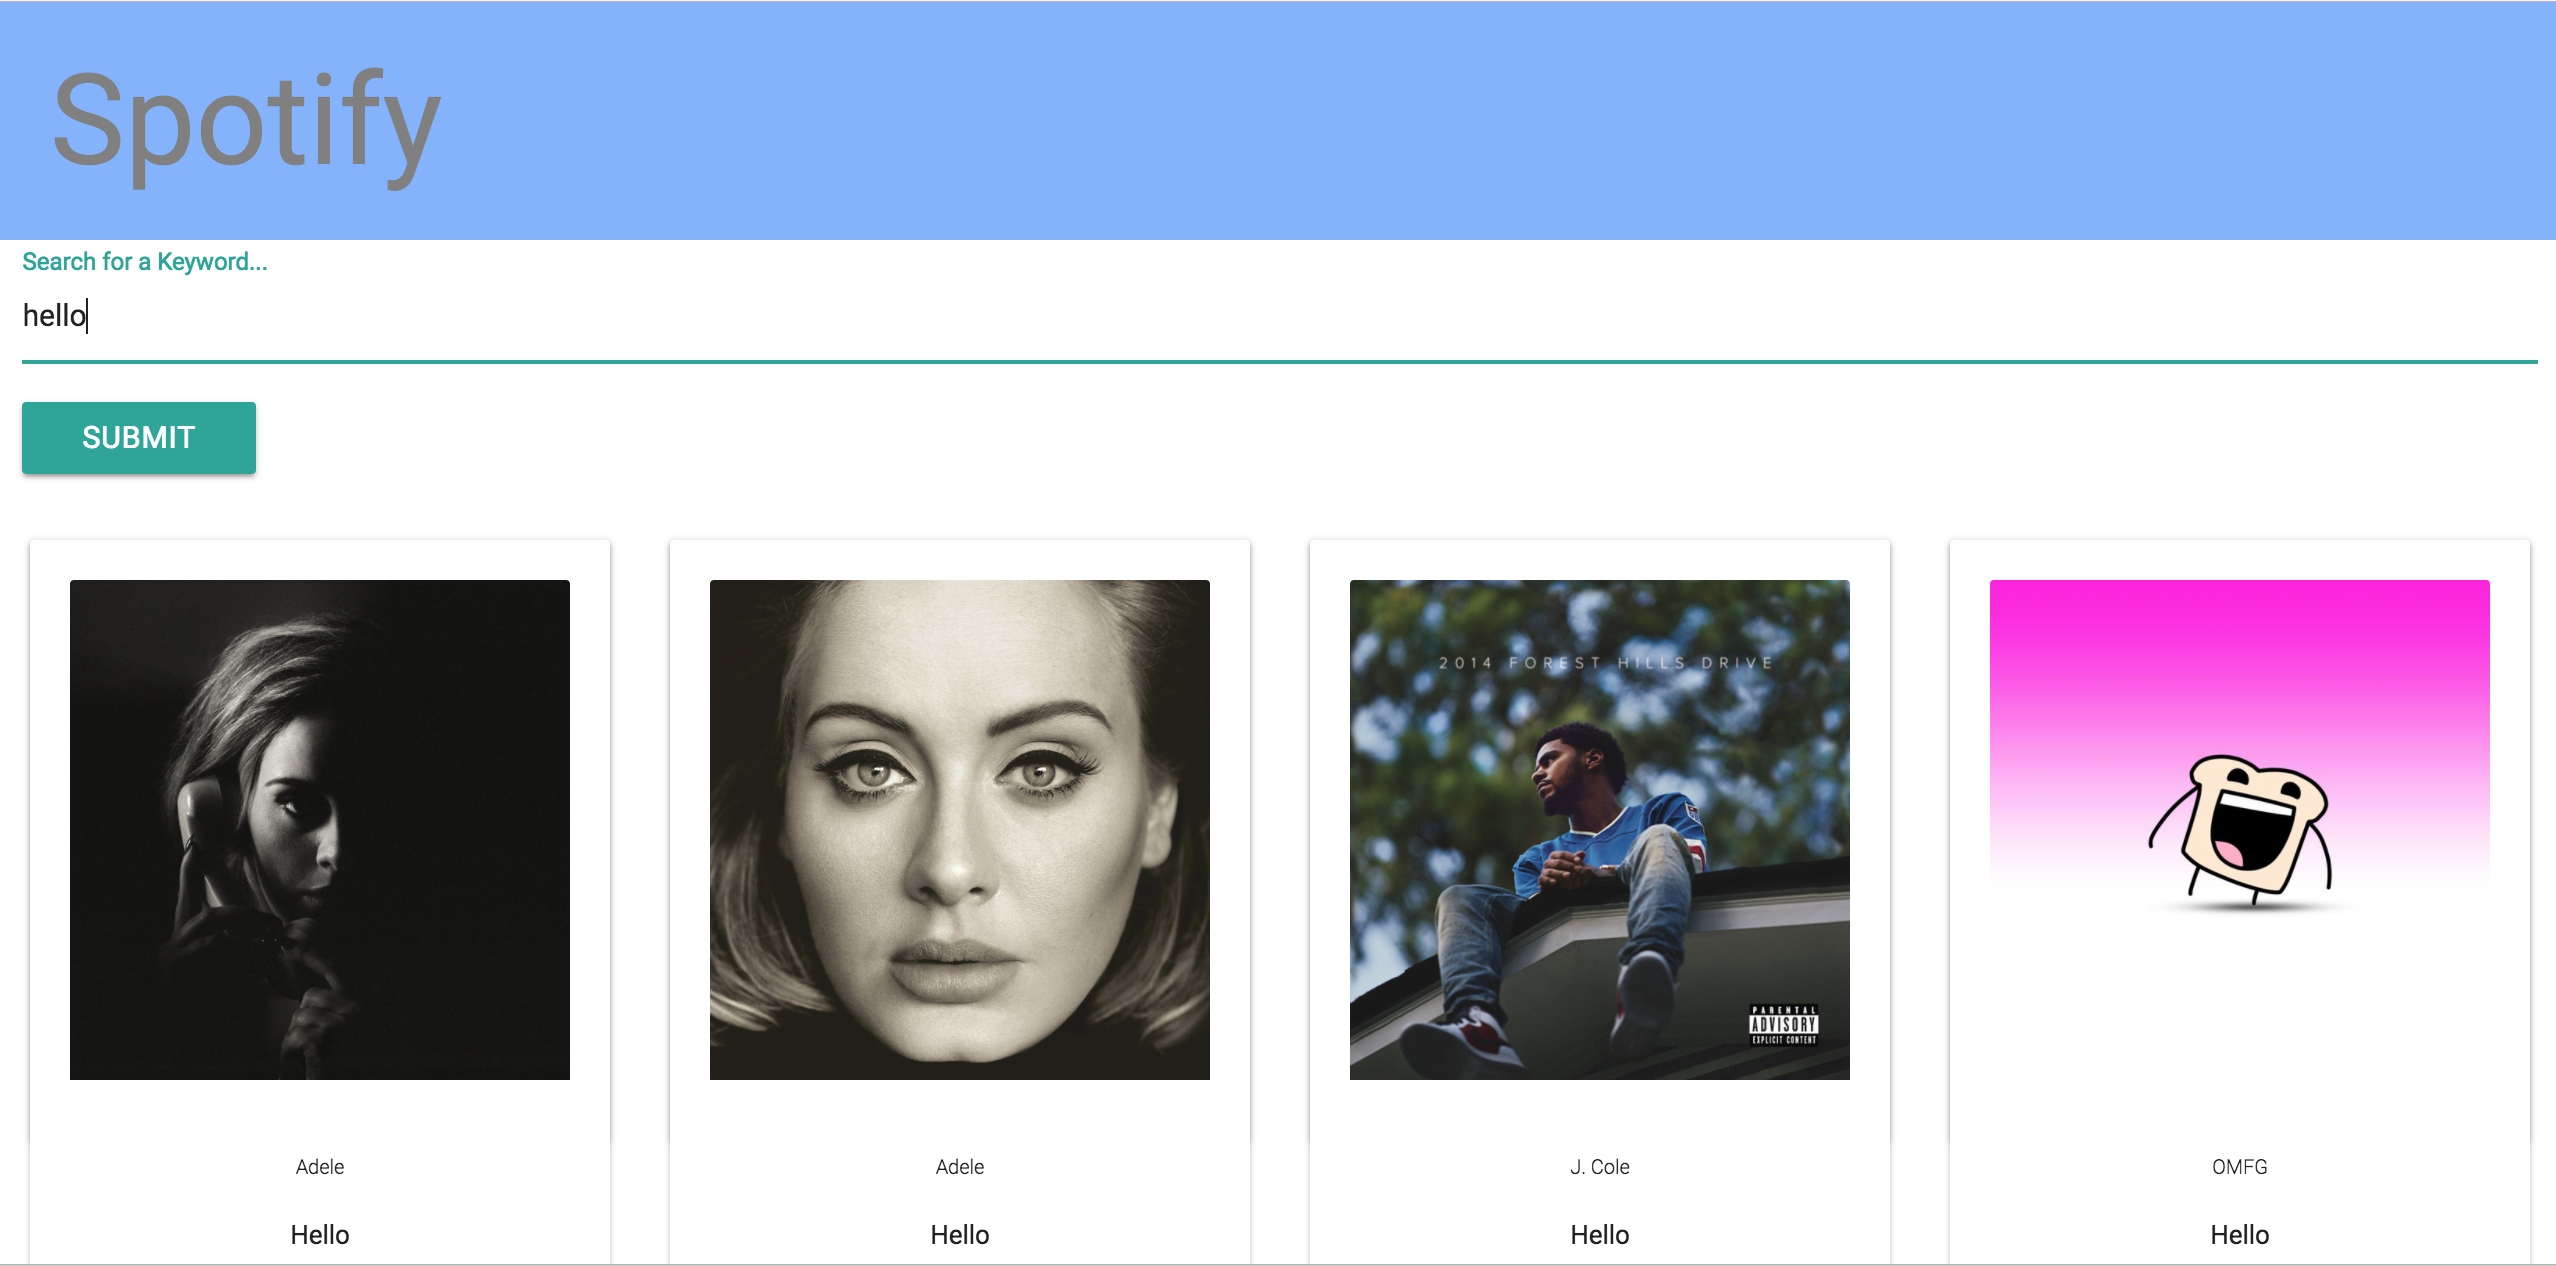 Spotify
Search for a Keyword...
hello
SUBMIT
2014 FOREST HILLS DRIVE
PARENTAL
ADVISORY
EXPLICIT CONTENT
Adele
Adele
J. Cole
OMFG
Hello
Hello
Hello
Hello